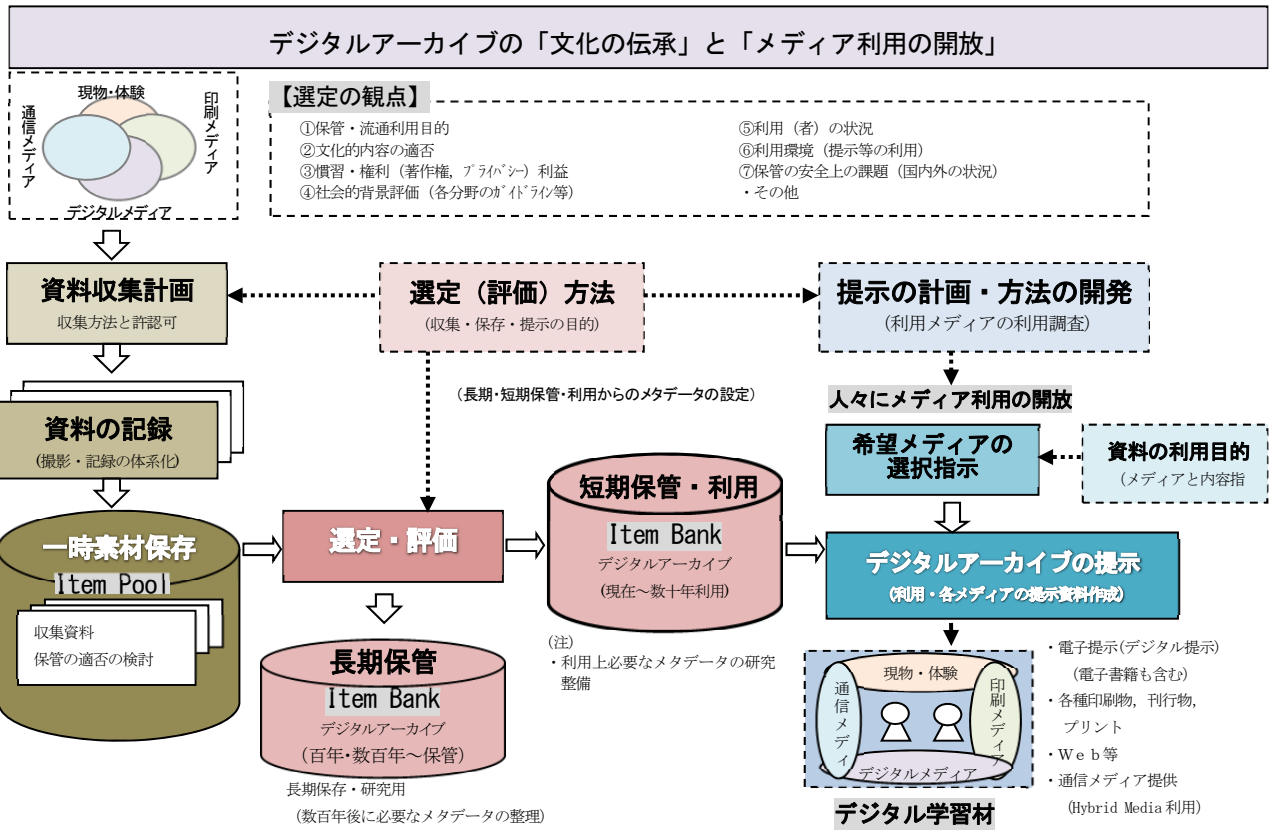 デジタルアーカイブの「文化の伝承」と「メディア利用の開放」
現物・体験
通信メディア
印刷メディア
デジタルメディア
【選定の観点】
①保管・流通利用目的
②文化的内容の適否
③慣習・権利（著作権，プライバシー）利益
④社会的背景評価（各分野のガイドライン等）
⑤利用（者）の状況
⑥利用環境（提示等の利用）
⑦保管の安全上の課題（国内外の状況）
・その他
資料収集計画
収集方法と許認可
選定（評価）方法
（収集・保存・提示の目的）
提示の計画・方法の開発
（利用メディアの利用調査）
資料の記録
（撮影・記録の体系化）
（長期・短期保管・利用からのメタデータの設定）
人々にメディア利用の開放
希望メディアの
選択指示
資料の利用目的
（メディアと内容指
一時素材保存
Item Pool
収集資料
保管の適否の検討
選定・評価
短期保管・利用
Item Bank
デジタルアーカイブ
（現在～数十年利用）
（注）
・利用上必要なメタデータの研究
整備
デジタルアーカイブの提示
（利用・各メディアの提示資料作成）
長期保管
Item Bank
デジタルアーカイブ
（百年・数百年～保管）
長期保存・研究用
（数百年後に必要なメタデータの整理）
現物・体験
通信メディ
印刷メディア
デジタルメディア
デジタル学習材
・電子提示(デジタル提示)
（電子書籍も含む）
・各種印刷物，刊行物，
プリント
・Ｗｅｂ等
・通信メディア提供
（Hybrid Media 利用）